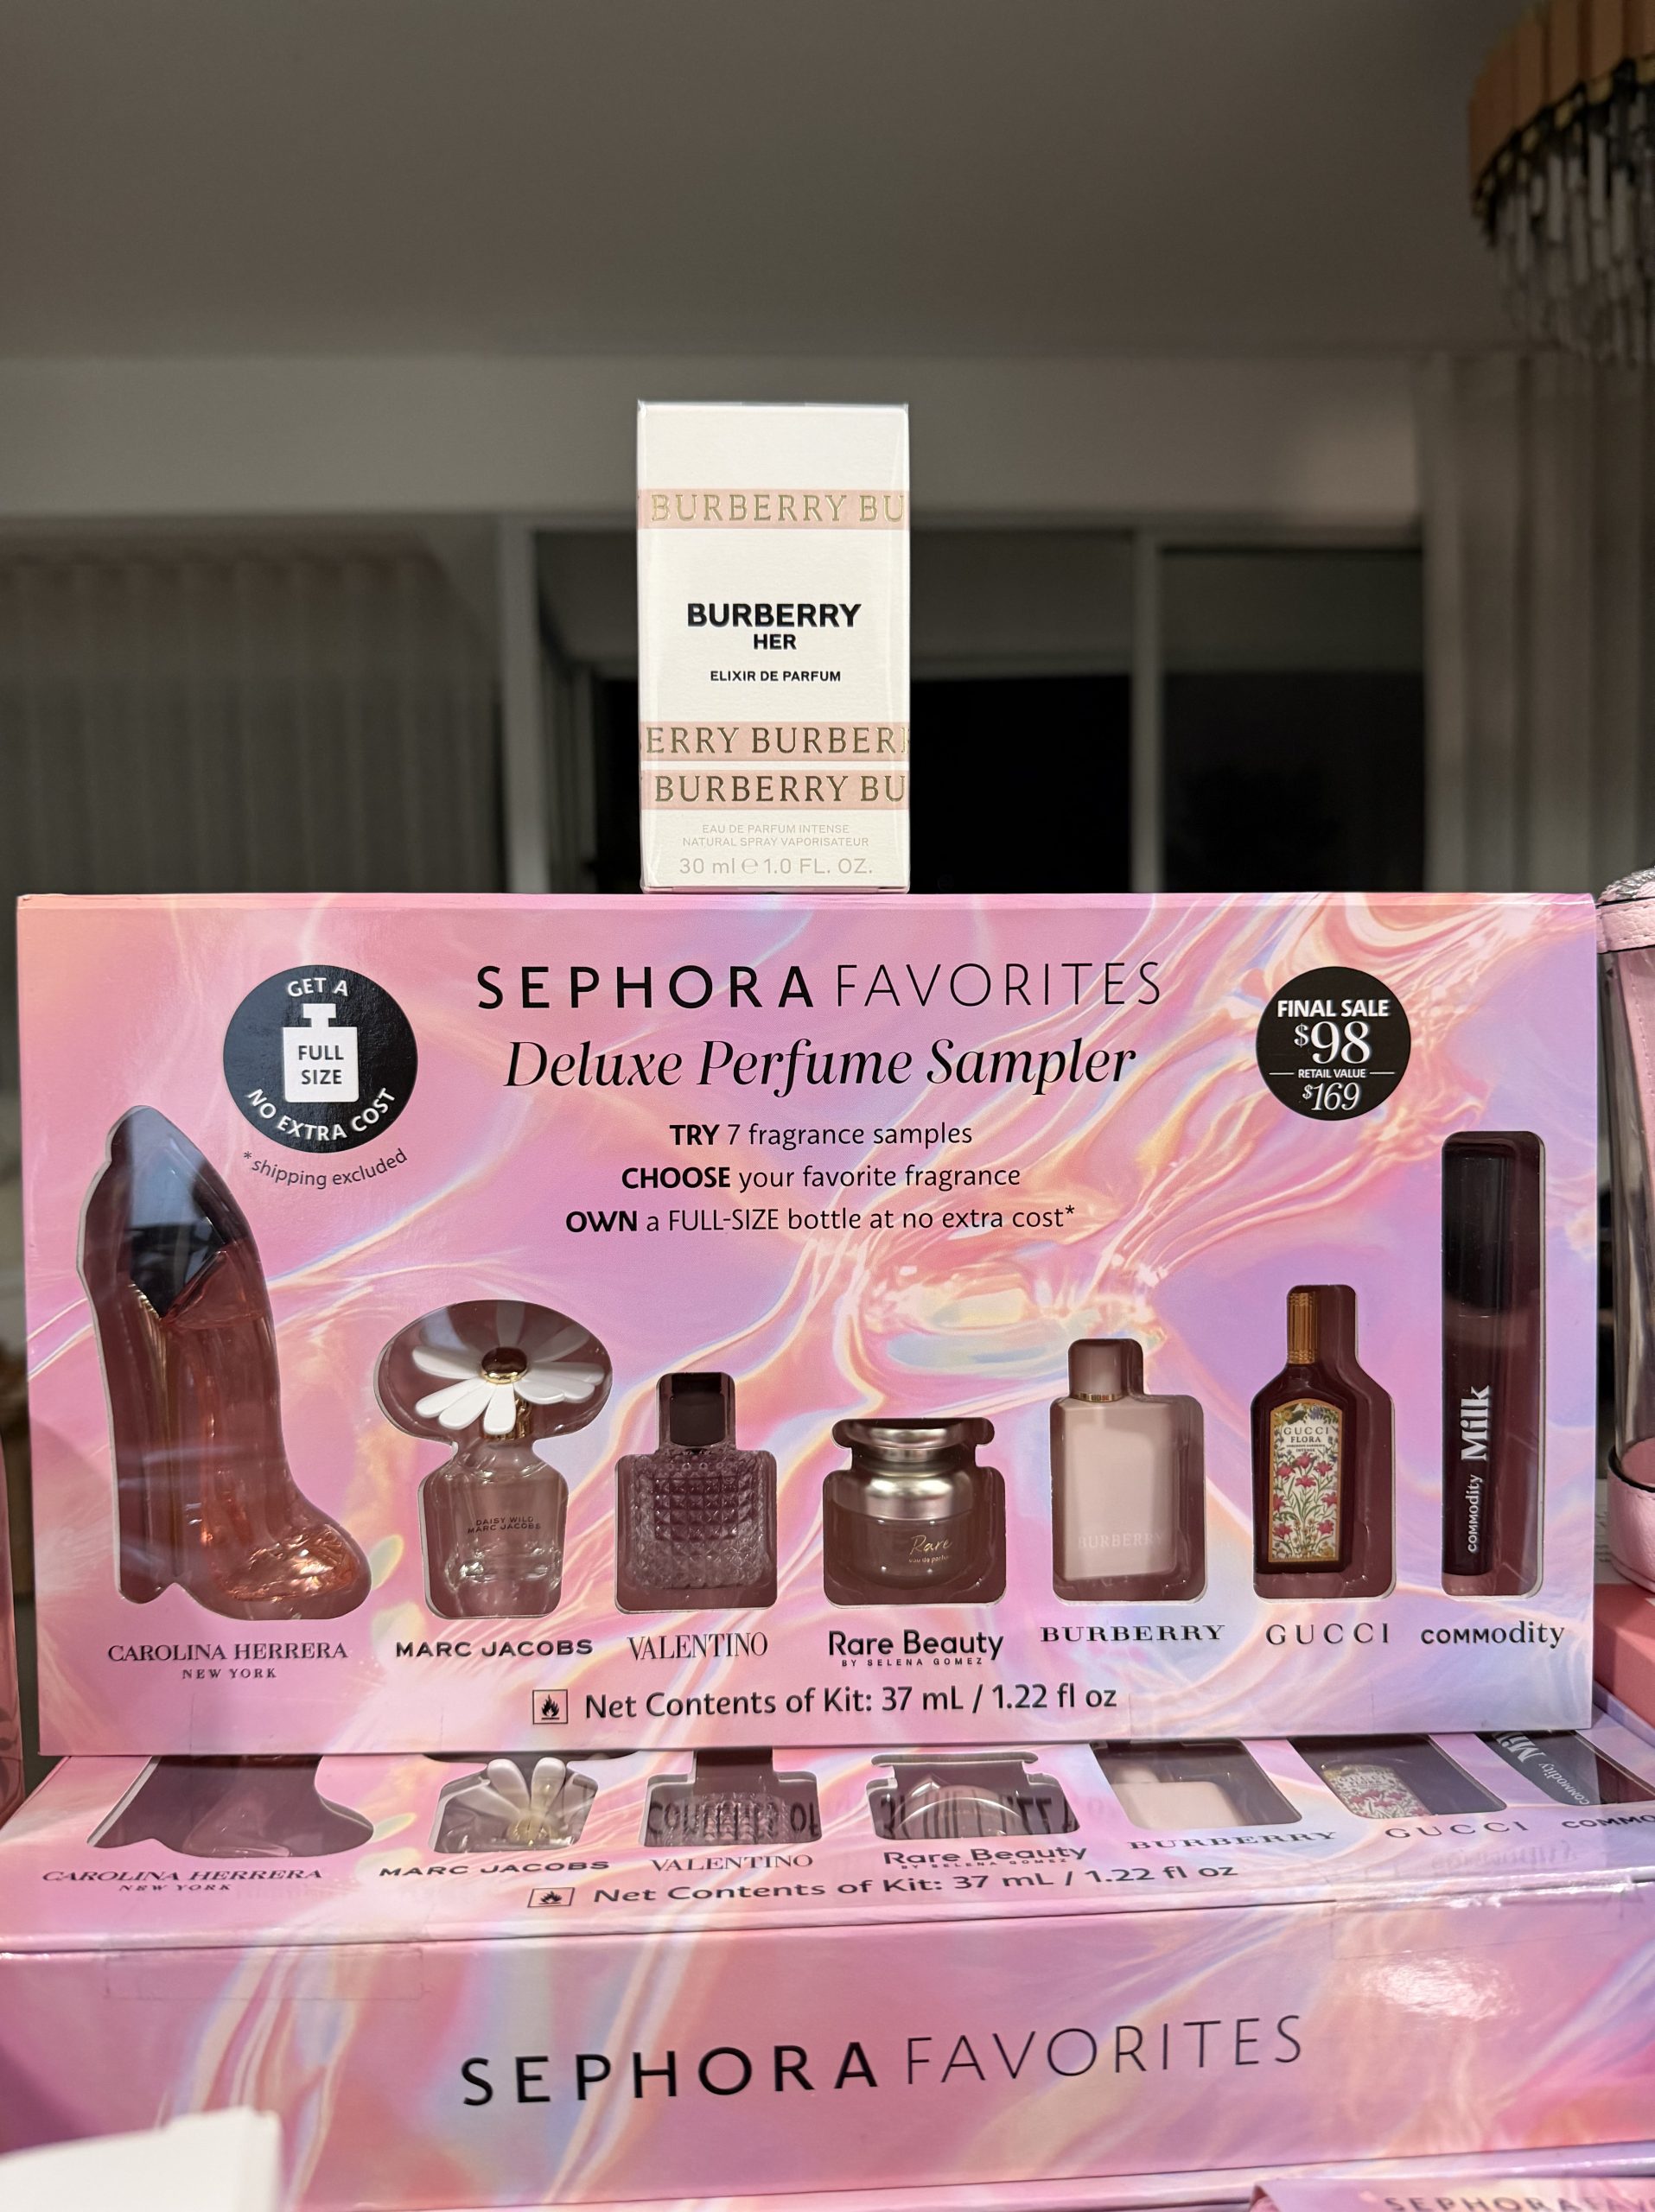 BURBERRY BU
BURBERRY
HER
ELIXIR DE PARFUM
ERRY BURBER
BURBERRY BU
EAU DE PARFUM INTENSE
NATURAL SPRAY VAPORISATEUR
30 ml e 1.0 FL. OZ.
GET A
FULL
SIZE
NO EXTRA COST
*shipping excluded
SEPHORA FAVORITES
Deluxe Perfume Sampler
FINAL SALE
$98
RETAIL VALUE
$169
TRY 7 fragrance samples
CHOOSE your favorite fragrance
OWN a FULL-SIZE bottle at no extra cost*
DAISY WILD
MARC JACOBS
Rare
eau de parfum
BURBERRY
GUCCI
FLORA
Milk
COMMOdity
CAROLINA HERRERA
NEW YORK
MARC JACOBS
VALENTINO
Rare Beauty
BY SELENA GOMEZ
BURBERRY
GUCCI
COMMOdity
Net Contents of Kit: 37 mL / 1.22 fl oz
CAROLINA HERRERA
NEW YORK
MARC JACOBS
VALENTINO
Rare Beauty
BY SELENA GOMEZ
BURBERRY
GUCCI
COMMO
Net Contents of Kit: 37 mL / 1.22 fl oz
SEPHORA FAVORITES
SEPHORA